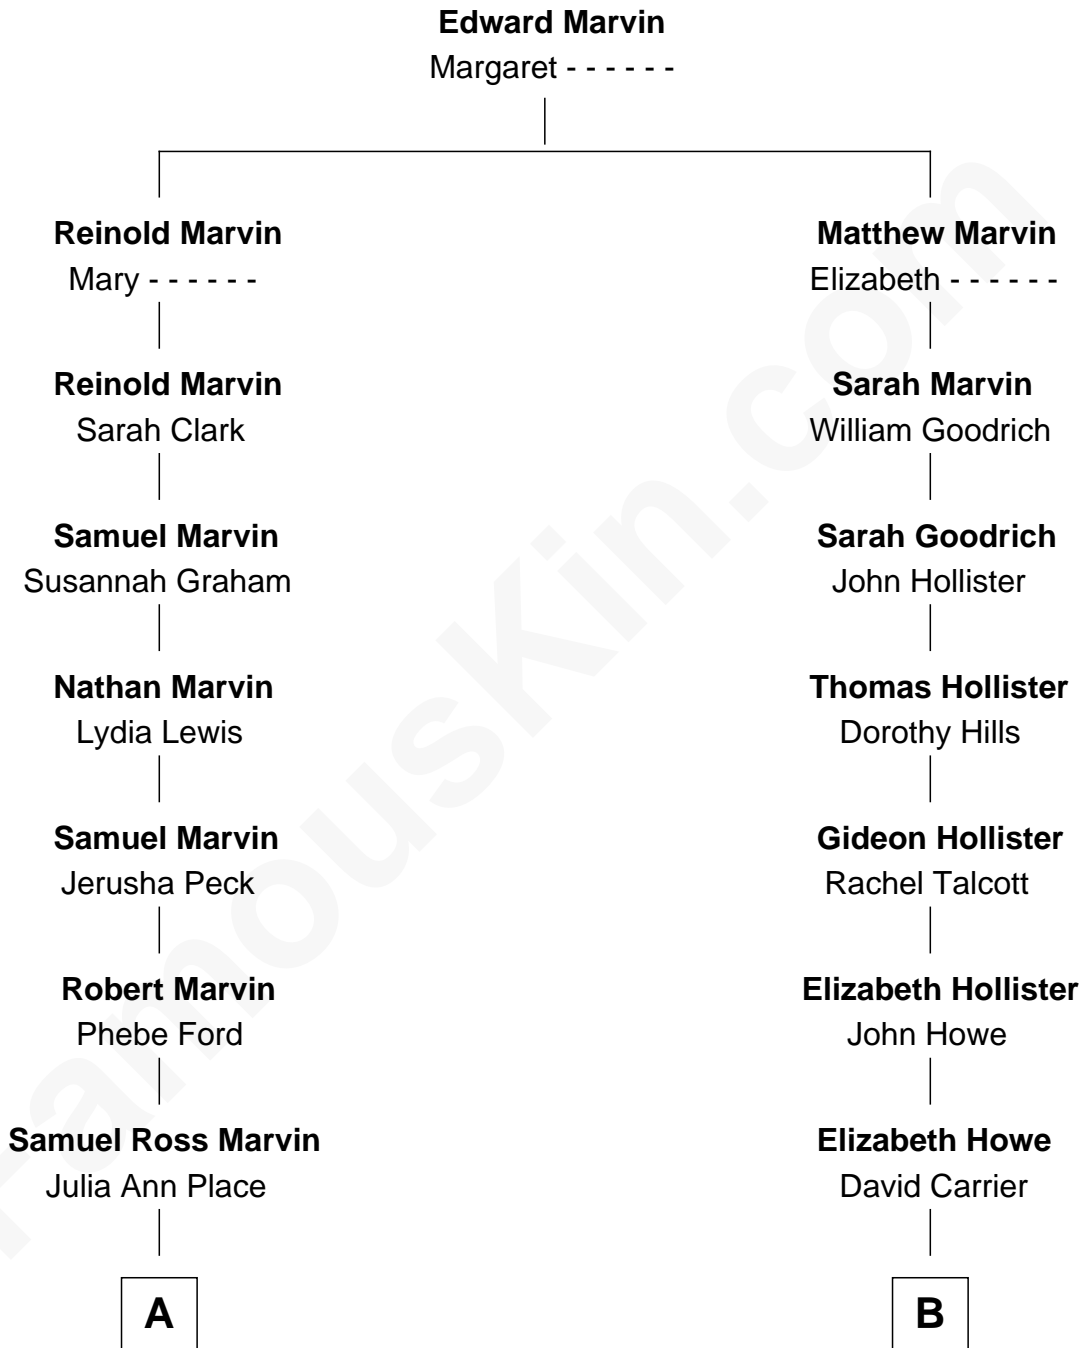 Edward Marvin
Margaret - - - - - -
Reinold Marvin
Mary - - - - - -
Matthew Marvin
Elizabeth - - - - - -
Reinold Marvin
Sarah Clark
Sarah Marvin
William Goodrich
Samuel Marvin
Susannah Graham
Sarah Goodrich
John Hollister
Nathan Marvin
Lydia Lewis
Thomas Hollister
Dorothy Hills
Samuel Marvin
Jerusha Peck
Gideon Hollister
Rachel Talcott
Robert Marvin
Phebe Ford
Elizabeth Hollister
John Howe
Samuel Ross Marvin
Julia Ann Place
Elizabeth Howe
David Carrier
A
B
FamousKin.com